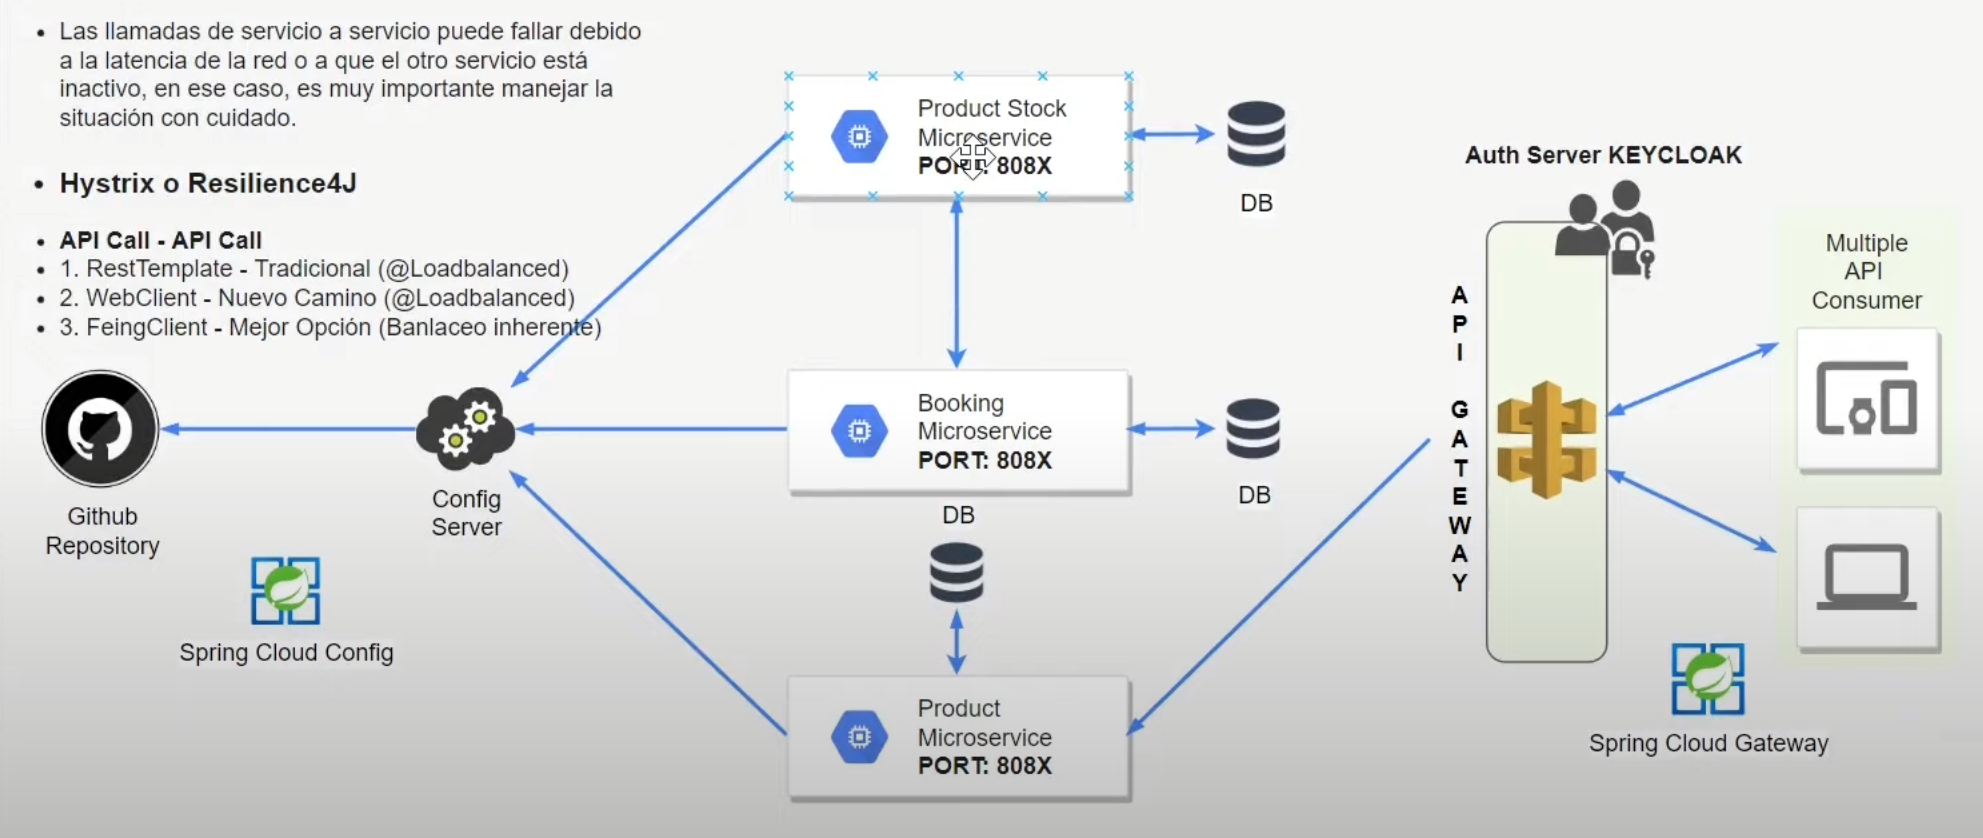 Las llamadas de servicio a servicio puede fallar debido
a la latencia de la red o a que el otro servicio está
inactivo, en ese caso, es muy importante manejar la
situación con cuidado.
Hystrix o Resilience4J
API Call - API Call
1. RestTemplate - Tradicional (@Loadbalanced)
2. WebClient - Nuevo Camino (@Loadbalanced)
3. FeingClient - Mejor Opción (Banlaceo inherente)
Github
Repository
Config
Server
Spring Cloud Config
Product Stock
Microservice
PORT: 808X
DB
Booking
Microservice
PORT: 808X
DB
DB
Product
Microservice
PORT: 808X
Auth Server KEYCLOAK
API GATEWAY
Multiple
API
Consumer
Spring Cloud Gateway